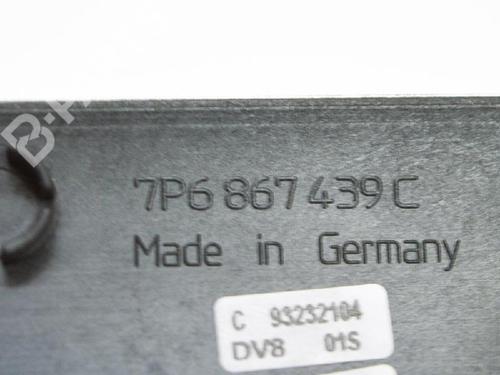 7P6 867 439 C
Made in Germany
C 93232104
DV8 01S